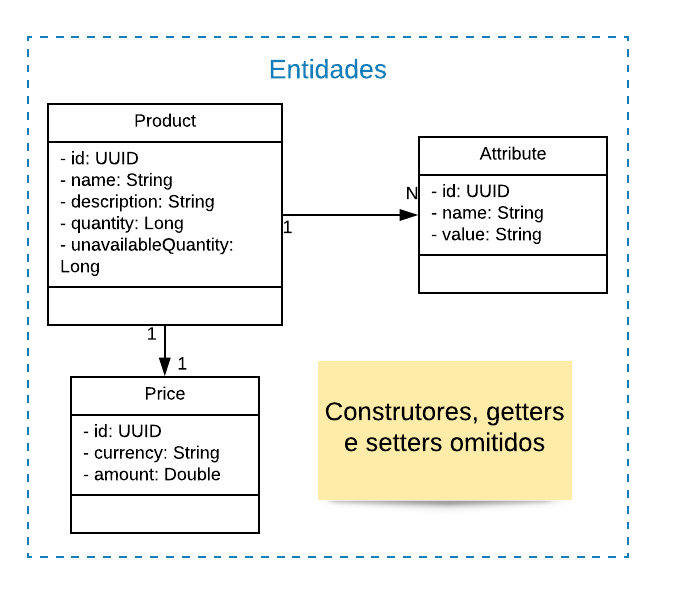 Entidades
Product
- id: UUID
- name: String
- description: String
- quantity: Long
- unavailableQuantity:
Long
1
N
Attribute
- id: UUID
- name: String
- value: String
1
1
Price
- id: UUID
- currency: String
- amount: Double
Construtores, getters
e setters omitidos